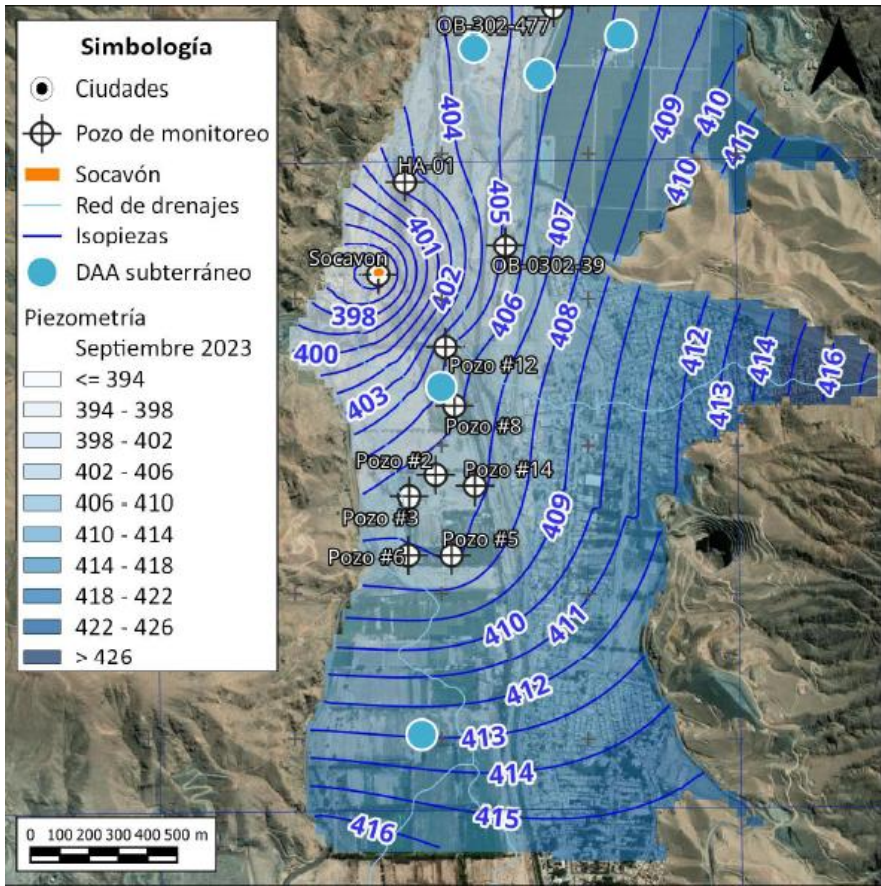 Simbología
Ciudades
Pozo de monitoreo
Socavón
Red de drenajes
Isopiezas
DAA subterráneo
Piezometría
Septiembre 2023
<= 394
394 - 398
398 - 402
402 - 406
406 - 410
410 - 414
414 - 418
418 - 422
422 - 426
> 426
0 100 200 300 400 500 m
OB-302-477
404
409
410
411
410
HA-01
401
405
407
Socavon
402
OB-0302-39
398
406
408
400
412
414
416
Pozo #12
403
413
Pozo #8
Pozo #2
Pozo #14
Pozo #3
409
Pozo #6
Pozo #5
410
411
412
413
414
415
416